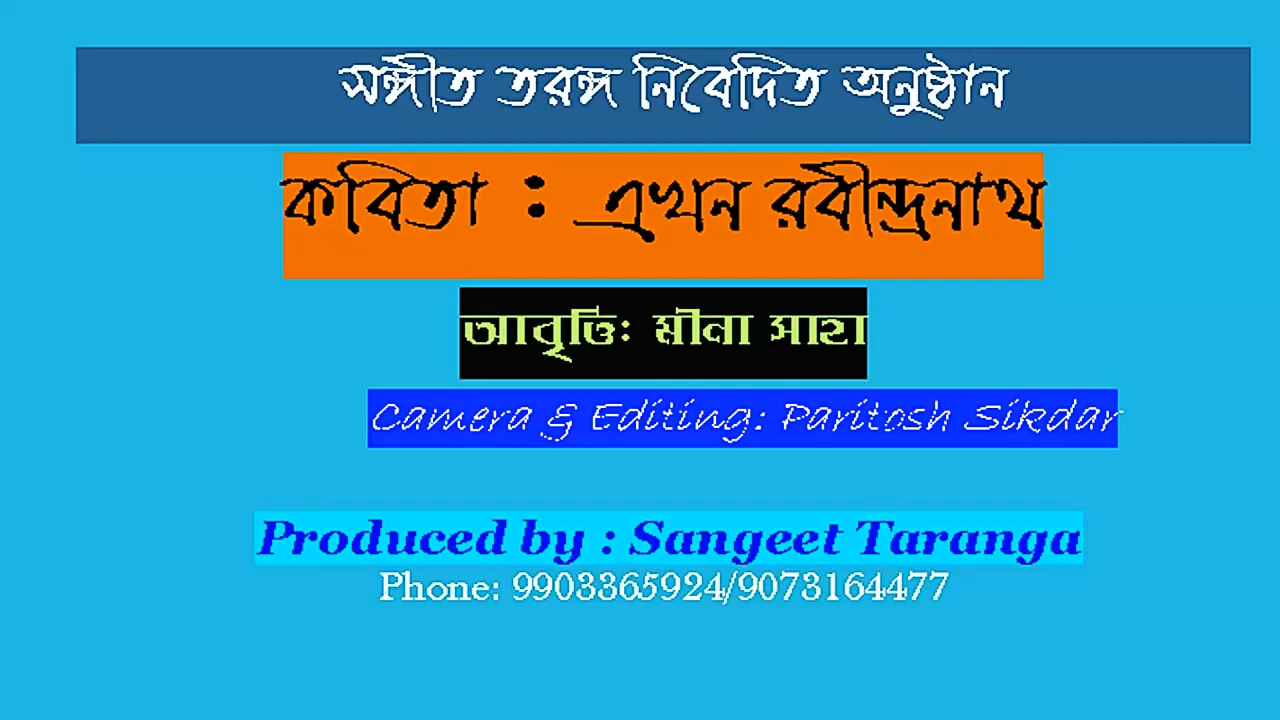 সঙ্গীত তরঙ্গ নিবেদিত অনুষ্ঠান
কবিতা : এখন রবীন্দ্রনাথ
আবৃত্তিঃ মীনা সাহা
Camera & Editing: Paritosh Sikdar
Produced by : Sangeet Taranga
Phone: 9903365924/9073164477